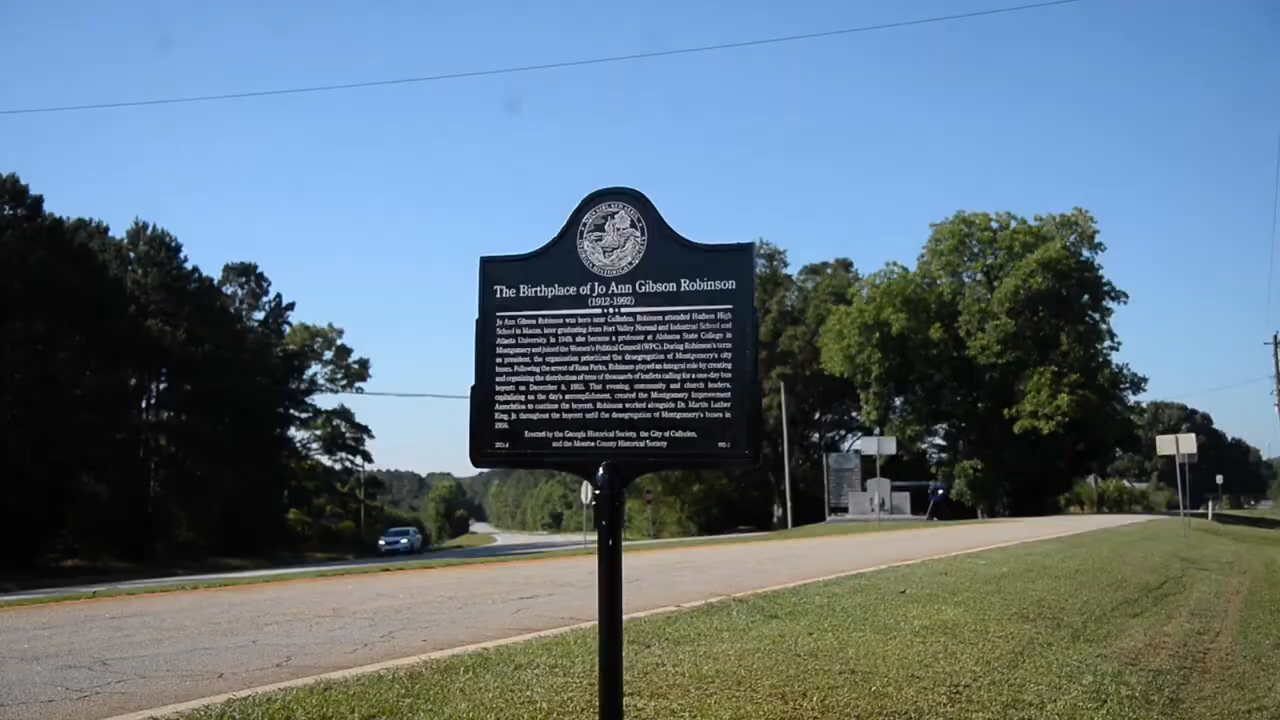 The Birthplace of Jo Ann Gibson Robinson
(1912-1992)
Jo Ann Gibson Robinson was born near Culloden. Robinson attended Hudson High
School in Macon, later graduating from Fort Valley Normal and Industrial School and
Atlanta University. In 1949, she became a professor at Alabama State College in
Montgomery and joined the Women's Political Council (WPC). During Robinson's term
as president, the organization prioritized the desegregation of Montgomery's city
buses. Following the arrest of Rosa Parks, Robinson played an integral role by creating
and organizing the distribution of tens of thousands of leaflets calling for a one-day bus
boycott on December 5, 1955. That evening, community and church leaders,
capitalizing on the day's accomplishment, created the Montgomery Improvement
Association to continue the boycott. Robinson worked alongside Dr. Martin Luther
King, Jr. throughout the boycott until the desegregation of Montgomery's buses in
1956.
Erected by the Georgia Historical Society, the City of Culloden,
and the Monroe County Historical Society